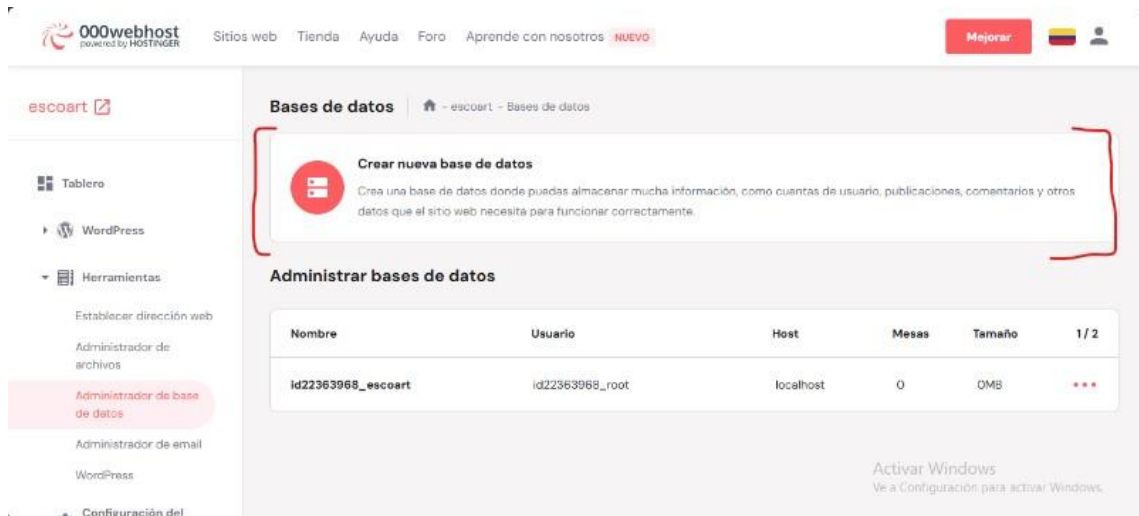 000webhost
powered by HOSTINGER
Sitios web Tienda Ayuda Foro Aprende con nosotros NUEVO
Mejorar
escoart
Bases de datos - escoart - Bases de datos
Crear nueva base de datos
Crea una base de datos donde puedas almacenar mucha información, como cuentas de usuario, publicaciones, comentarios y otros
datos que el sitio web necesita para funcionar correctamente.
Tablero
WordPress
Herramientas
Establecer dirección web
Administrador de
archivos
Administrador de base
de datos
Administrador de email
WordPress
Configuración del
Administrar bases de datos
Nombre Usuario Host Mesas Tamaño 1 / 2
id22363968_escoart id22363968_root localhost 0 0MB
Activar Windows
Ve a Configuración para activar Windows.